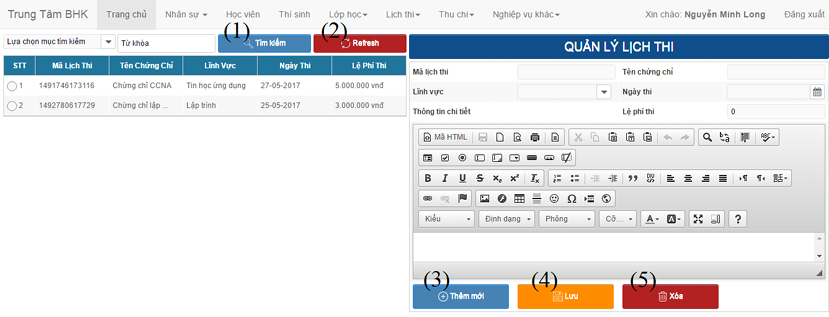 Trung Tâm BHK Trang chủ Nhân sự Học viên Thí sinh Lớp học Lịch thi Thu chi Nghiệp vụ khác Xin chào: Nguyễn Minh Long Đăng xuất
Lựa chọn mục tìm kiếm Từ khóa (1) Tìm kiếm (2) Refresh
STT Mã Lịch Thi Tên Chứng Chỉ Lĩnh Vực Ngày Thi Lệ Phí Thi
1 1491746173116 Chứng chỉ CCNA Tin học ứng dụng 27-05-2017 5.000.000 vnđ
2 1492780617729 Chứng chỉ lập ... Lập trình 25-05-2017 3.000.000 vnđ
QUẢN LÝ LỊCH THI
Mã lịch thi Tên chứng chỉ
Lĩnh vực Ngày thi
Thông tin chi tiết Lệ phí thi 0
Mã HTML
B I U S x₂ x² Tx
Kiểu Định dạng Phông Cỡ... A A ?
(3) Thêm mới (4) Lưu (5) Xóa